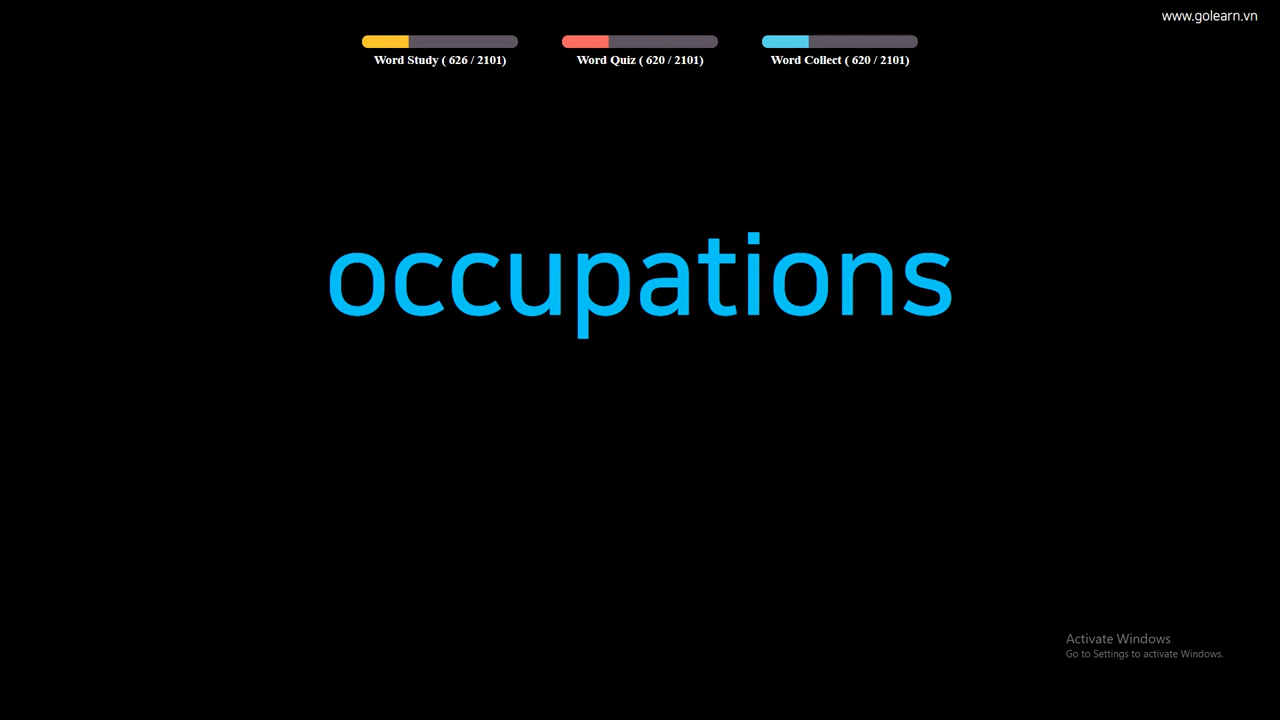 www.golearn.vn
Word Study ( 626 / 2101) Word Quiz ( 620 / 2101) Word Collect ( 620 / 2101)
occupations
Activate Windows
Go to Settings to activate Windows.